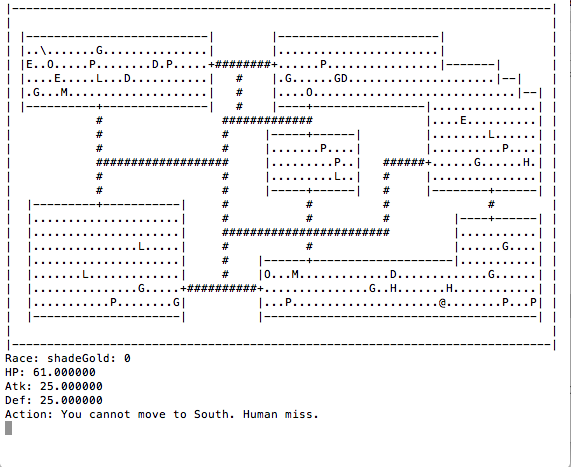 |-----------------------------------------------------------------------------|
|                                                                             |
| |--------------------------|        |-----------------------|               |
| |..\.......G...............|        |.......................|               |
| |E..O.....P........D.P.....+########+......P................|-------|       |
| |....E.....L...D...........|   #    |.G......GD.....................|--|    |
| |.G...M....................|   #    |....O.............................|--| |
| |----------+---------------|   #    |----+----------------|...............| |
|            #                 #############                |....E..........| |
|            #                 #     |-----+------|         |........L......| |
|            #                 #     |.......P....|         |..........P....| |
|            ###################     |.........P..|   ######+......G......H.| |
|            #                 #     |.........L..|   #     |...............| |
|            #                 #     |-----+------|   #     |--------+------| |
|  |---------+-----------|     #           #          #              #        |
|  |.....................|     #           #          #         |----+------| |
|  |.....................|     ########################         |...........| |
|  |...............L.....|     #           #                    |......G....| |
|  |.....................|     #    |------+--------------------|...........| |
|  |.......L.............|     #    |O...M.............D.............G......| |
|  |...............G.....+##########+...............G..H.......H............| |
|  |...........P........G|          |...P.....................@........P...P| |
|  |---------------------|          |---------------------------------------| |
|                                                                             |
|-----------------------------------------------------------------------------|
Race: shadeGold: 0
HP: 61.000000
Atk: 25.000000
Def: 25.000000
Action: You cannot move to South. Human miss.